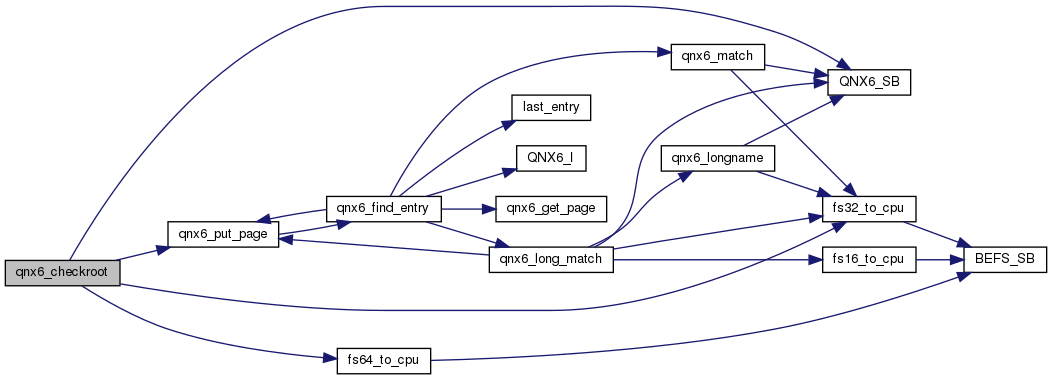 qnx6_match
QNX6_SB
last_entry
QNX6_I
qnx6_longname
qnx6_find_entry
qnx6_get_page
fs32_to_cpu
qnx6_put_page
qnx6_long_match
fs16_to_cpu
BEFS_SB
qnx6_checkroot
fs64_to_cpu